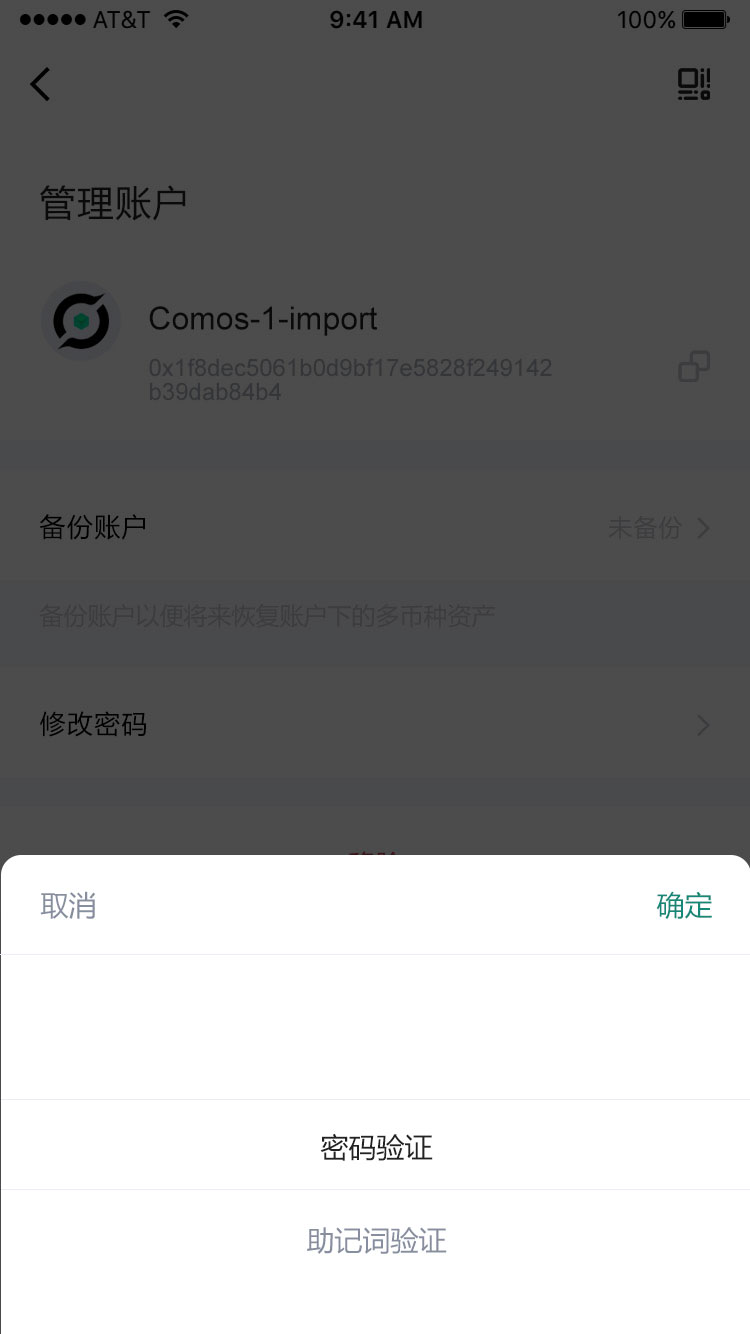 AT&T 9:41 AM 100%
管理账户
Comos-1-import
0x1f8dec5061b0d9bf17e5828f249142
b39dab84b4
备份账户 未备份
备份账户以便将来恢复账户下的多币种资产
修改密码
取消 确定
密码验证
助记词验证